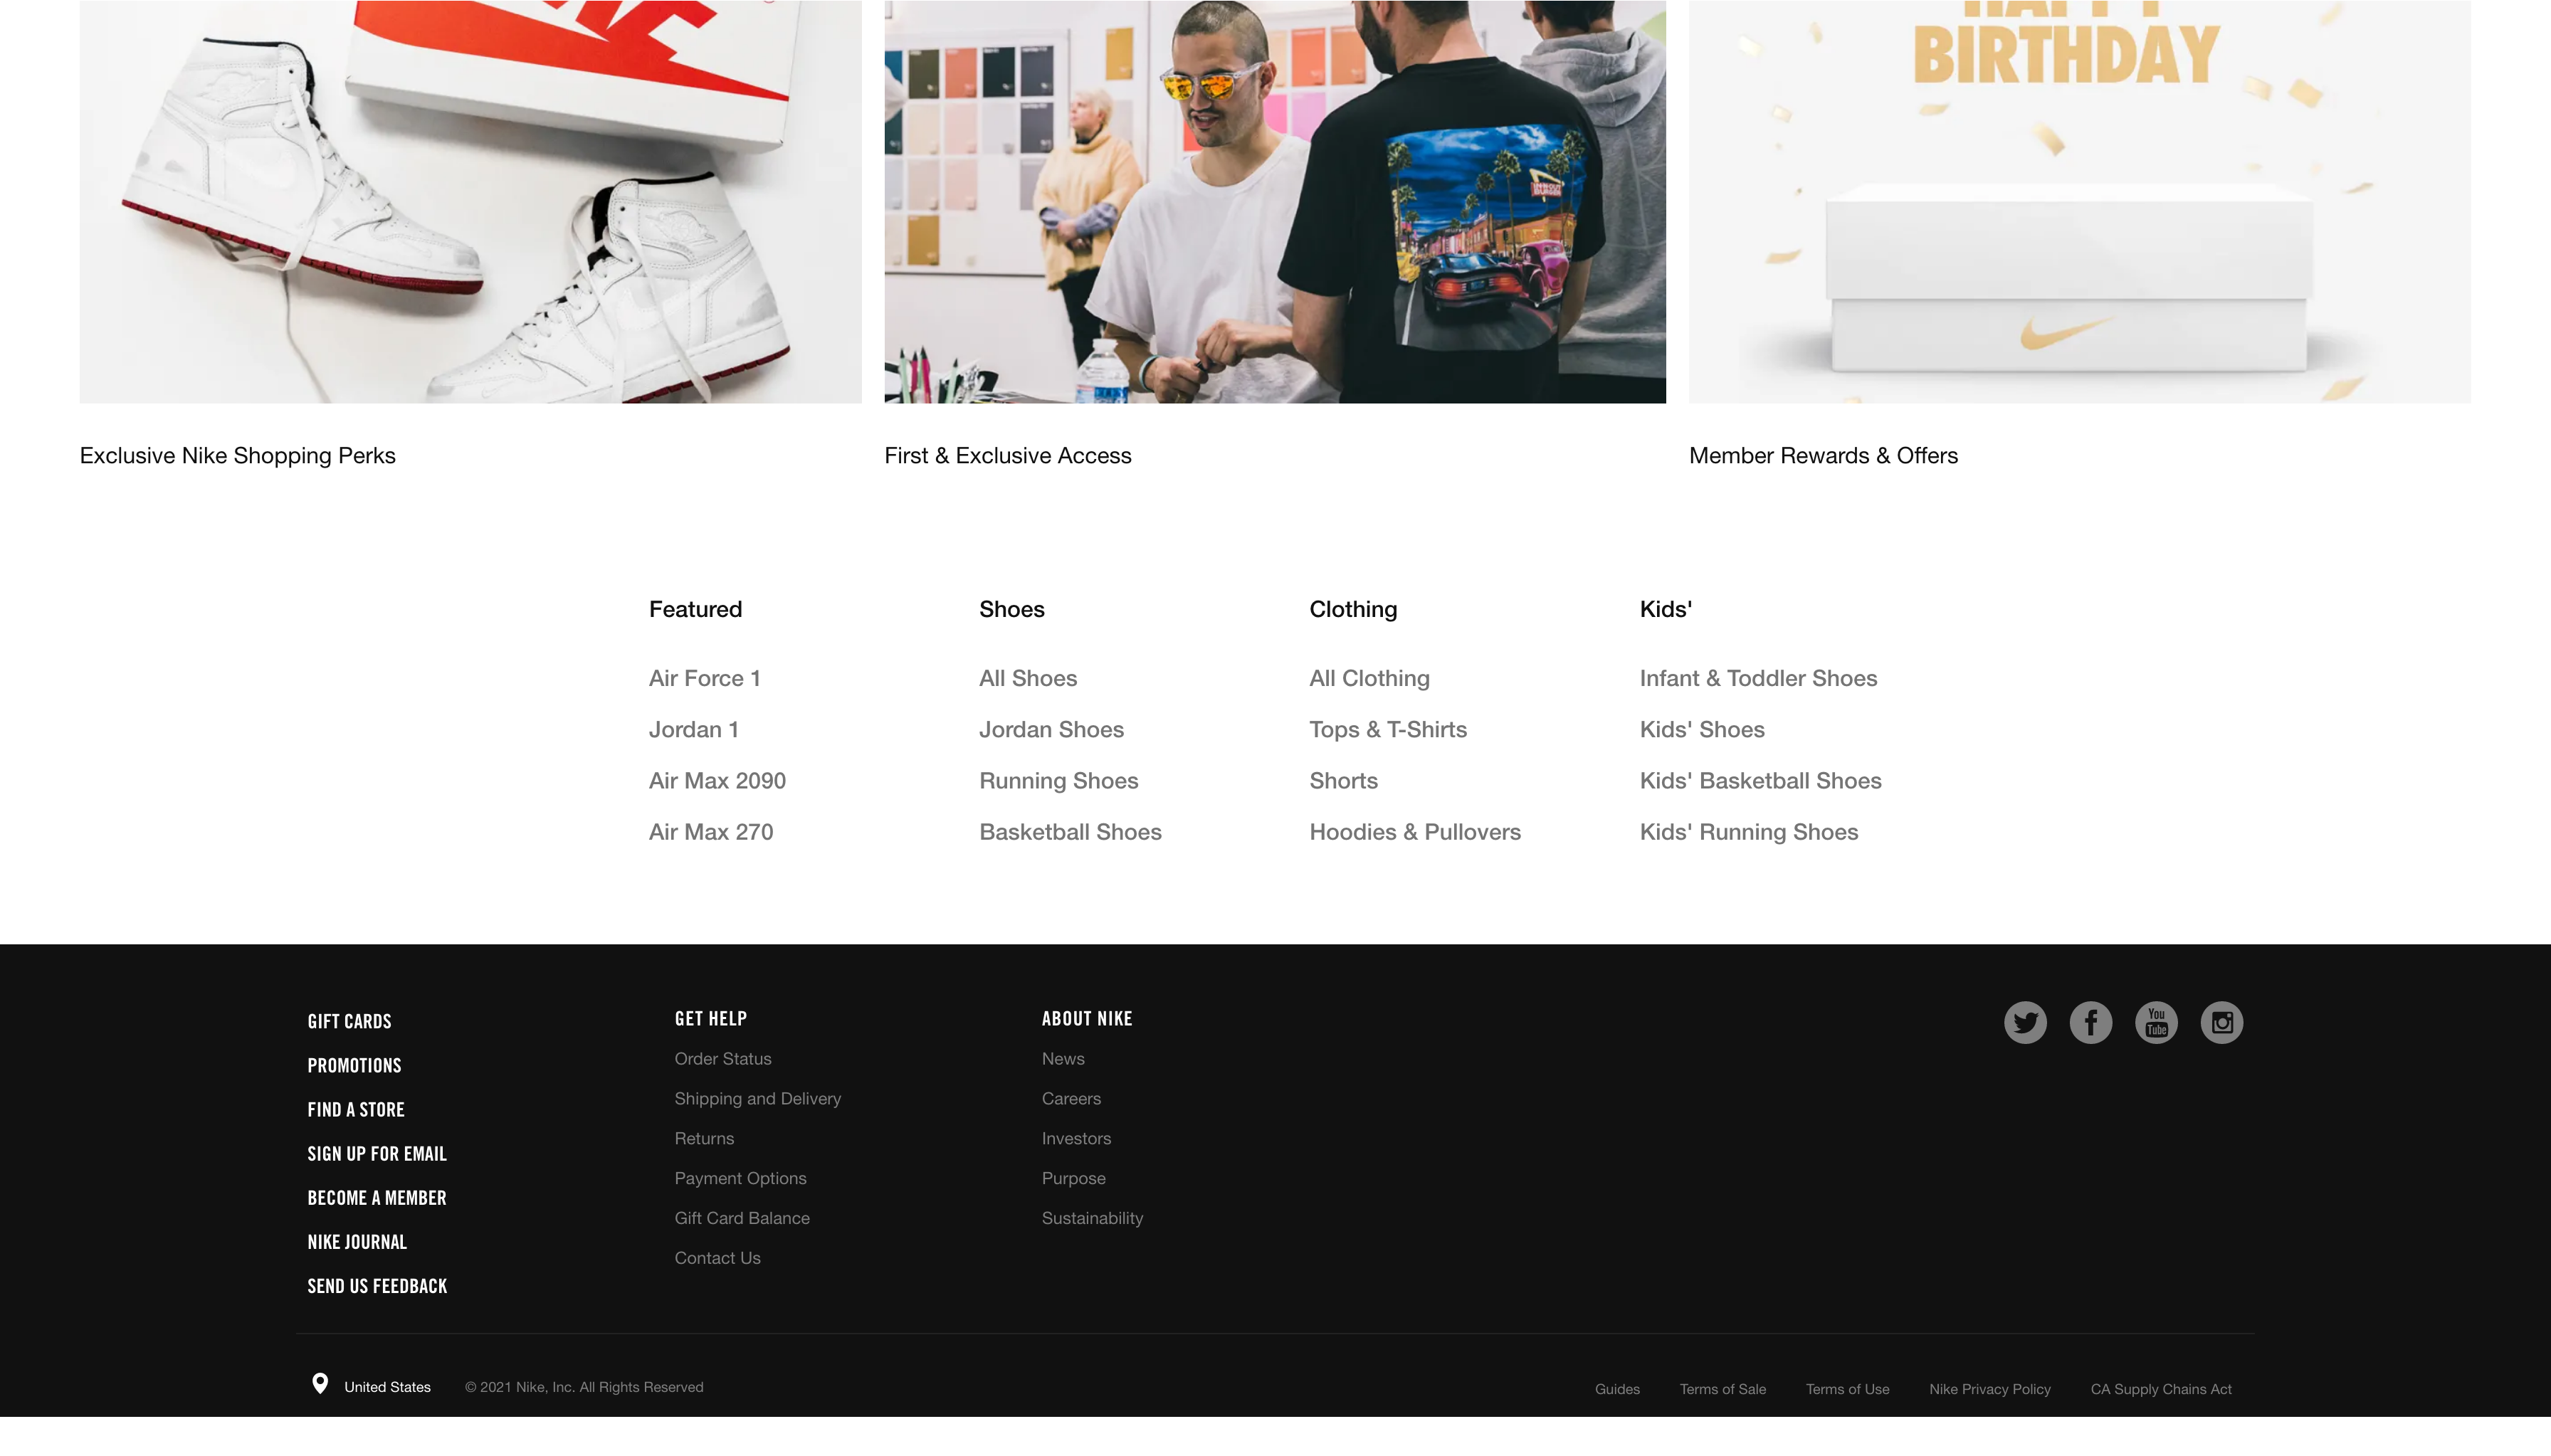 HAPPY
BIRTHDAY
IN-N-OUT
BURGER
Exclusive Nike Shopping Perks
First & Exclusive Access
Member Rewards & Offers
Featured
Air Force 1
Jordan 1
Air Max 2090
Air Max 270
Shoes
All Shoes
Jordan Shoes
Running Shoes
Basketball Shoes
Clothing
All Clothing
Tops & T-Shirts
Shorts
Hoodies & Pullovers
Kids'
Infant & Toddler Shoes
Kids' Shoes
Kids' Basketball Shoes
Kids' Running Shoes
GIFT CARDS
PROMOTIONS
FIND A STORE
SIGN UP FOR EMAIL
BECOME A MEMBER
NIKE JOURNAL
SEND US FEEDBACK
GET HELP
Order Status
Shipping and Delivery
Returns
Payment Options
Gift Card Balance
Contact Us
ABOUT NIKE
News
Careers
Investors
Purpose
Sustainability
You
Tube
United States
© 2021 Nike, Inc. All Rights Reserved
Guides
Terms of Sale
Terms of Use
Nike Privacy Policy
CA Supply Chains Act